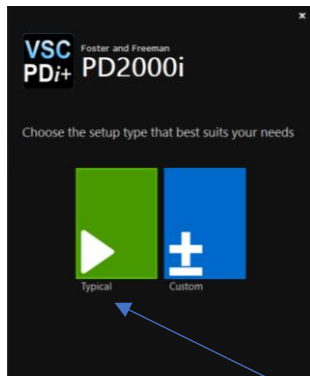 VSC
PDi+
Foster and Freeman
PD2000i
Choose the setup type that best suits your needs
Typical
Custom